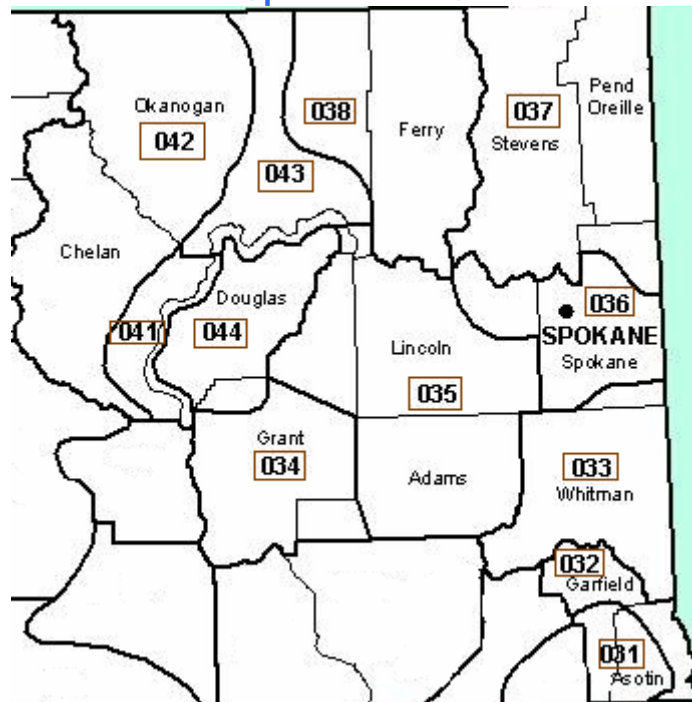 Pend
Oreille
Okanogan
038
037
042
Ferry
Stevens
043
Chelan
Douglas
036
041
044
SPOKANE
Lincoln
Spokane
035
Grant
034
033
Adams
Whitman
032
Garfield
031
Asotin